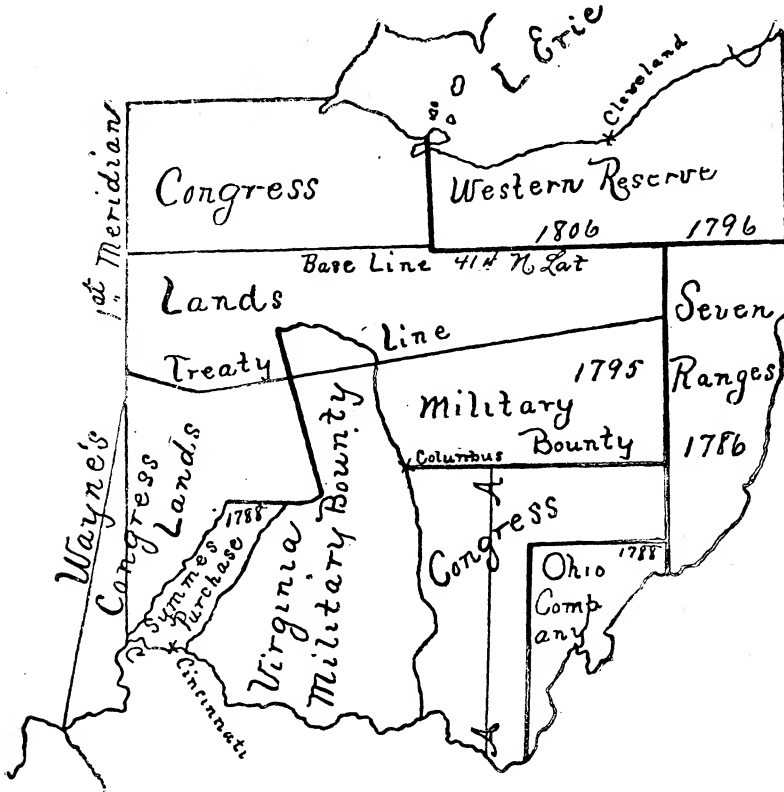 L Erie
Cleveland
1st Meridian
Congress
Western Reserve
1806
1796
Base Line 41st N Lat
Lands
Seven
Line
Treaty
1795
Ranges
Military
Bounty
1786
Columbus
Wayne's
Congress
Lands
1788
Symmes
Purchase
Virginia
Military Bounty
A
Congress
1788
Ohio
Comp
any
A
Cincinnati